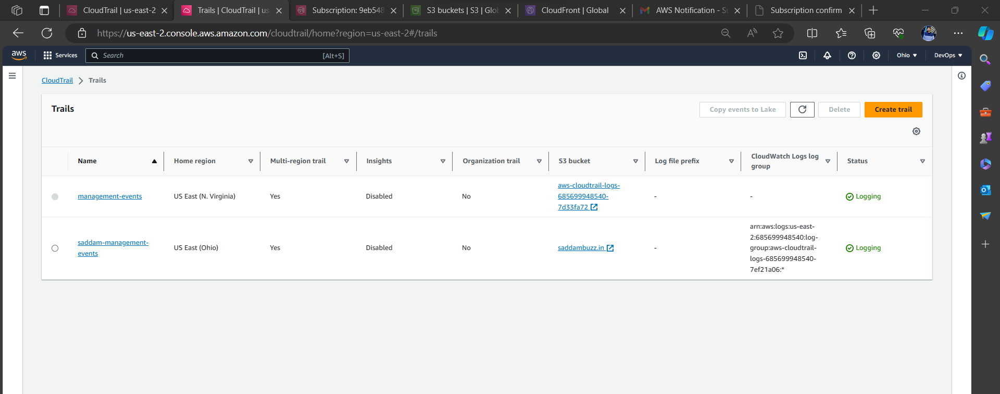 CloudTrail | us-east-2
Trails | CloudTrail | us
Subscription: 9eb548
S3 buckets | S3 | Glob
CloudFront | Global
AWS Notification - Su
Subscription confirm
https://us-east-2.console.aws.amazon.com/cloudtrail/home?region=us-east-2#/trails
aws
Services
Search
[Alt+S]
Ohio
DevOps
CloudTrail
Trails
Trails
Copy events to Lake
Delete
Create trail
Name
Home region
Multi-region trail
Insights
Organization trail
S3 bucket
Log file prefix
CloudWatch Logs log
group
Status
management-events
US East (N. Virginia)
Yes
Disabled
No
aws-cloudtrail-logs-
685699948540-
7d33fa72
-
-
Logging
saddam-management-
events
US East (Ohio)
Yes
Disabled
No
saddambuzz.in
-
arn:aws:logs:us-east-
2:685699948540:log-
group:aws-cloudtrail-
logs-685699948540-
7ef21a06:*
Logging